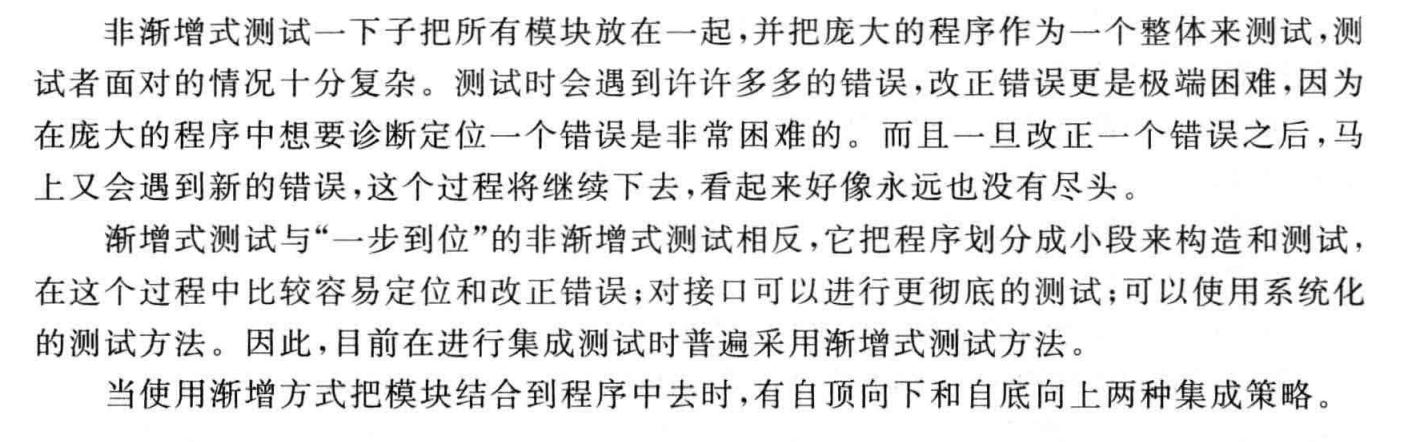 非渐增式测试一下子把所有模块放在一起,并把庞大的程序作为一个整体来测试,测
试者面对的情况十分复杂。测试时会遇到许许多多的错误,改正错误更是极端困难,因为
在庞大的程序中想要诊断定位一个错误是非常困难的。而且一旦改正一个错误之后,马
上又会遇到新的错误,这个过程将继续下去,看起来好像永远也没有尽头。
渐增式测试与“一步到位”的非渐增式测试相反,它把程序划分成小段来构造和测试,
在这个过程中比较容易定位和改正错误;对接口可以进行更彻底的测试;可以使用系统化
的测试方法。因此,目前在进行集成测试时普遍采用渐增式测试方法。
当使用渐增方式把模块结合到程序中去时,有自顶向下和自底向上两种集成策略。